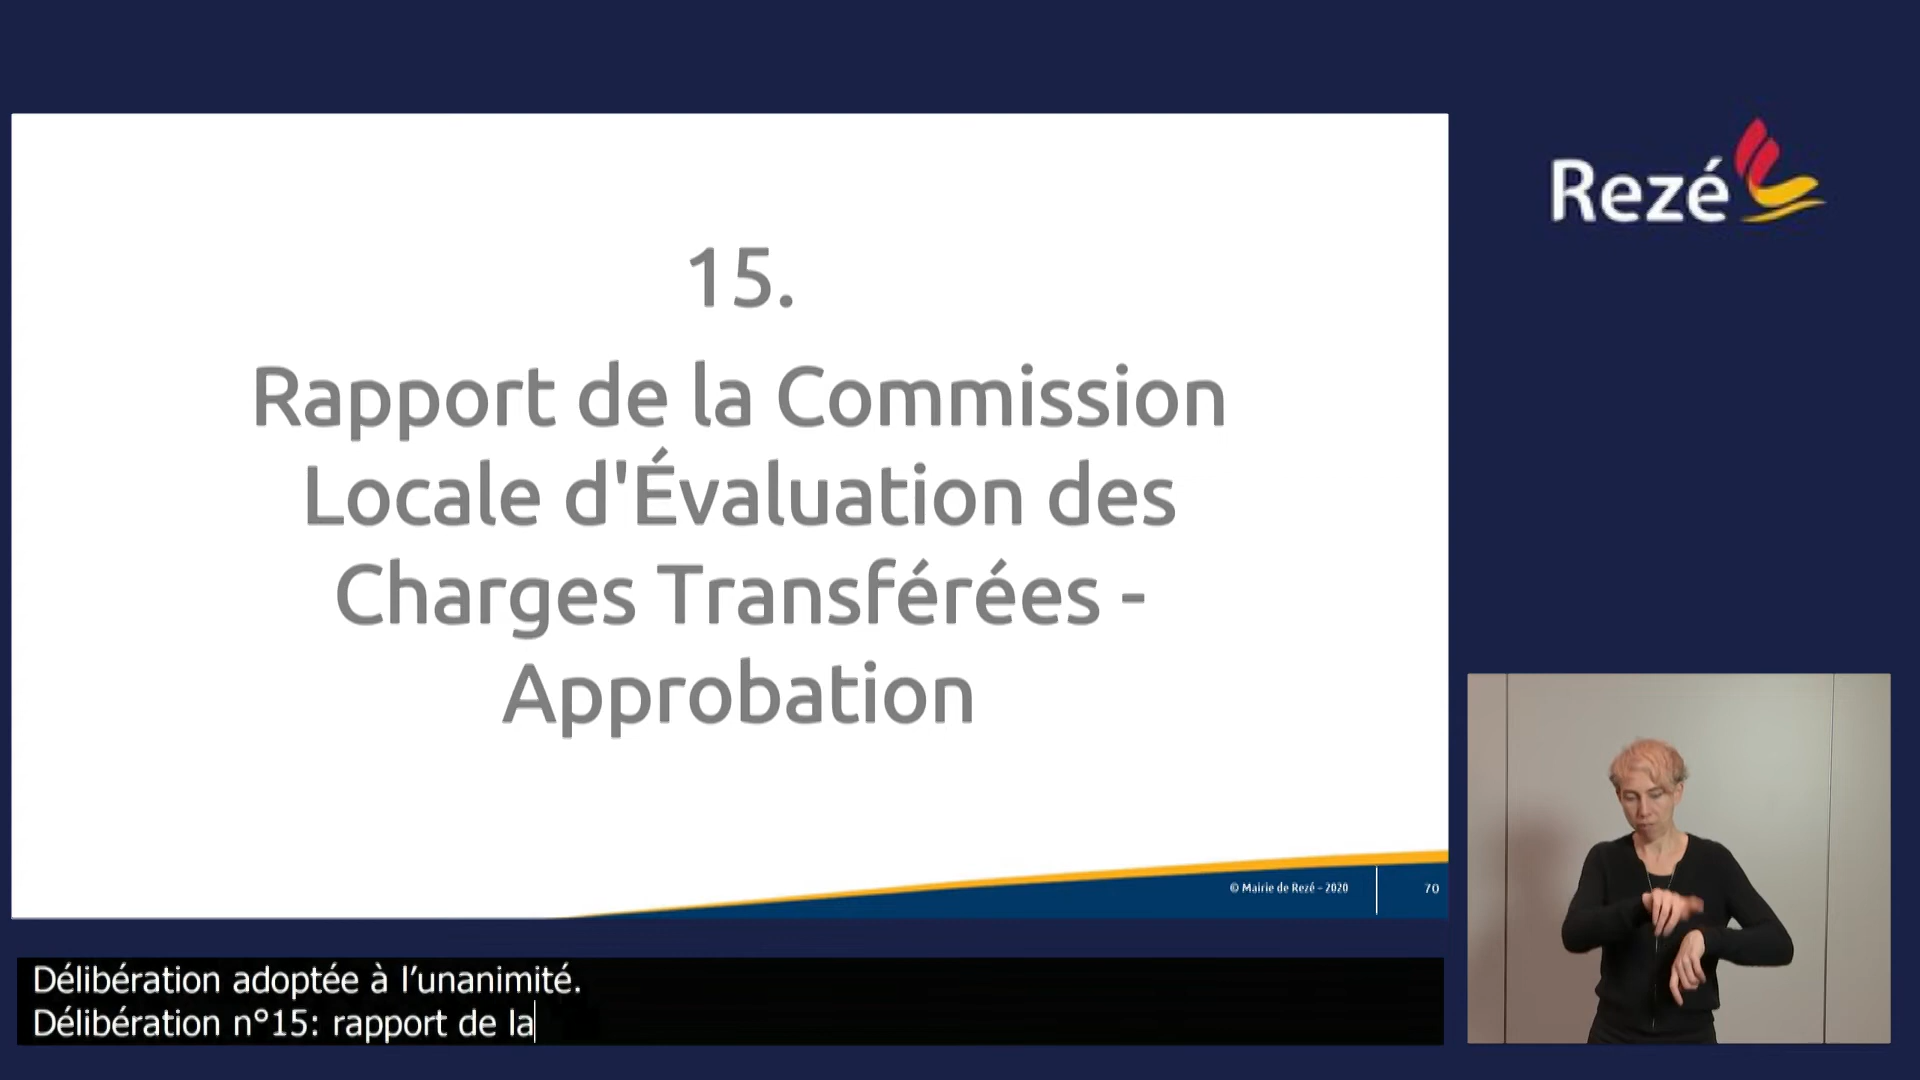 Rezé
15.
Rapport de la Commission
Locale d'Évaluation des
Charges Transférées -
Approbation
© Mairie de Rezé - 2020
70
Délibération adoptée à l’unanimité.
Délibération n°15: rapport de la